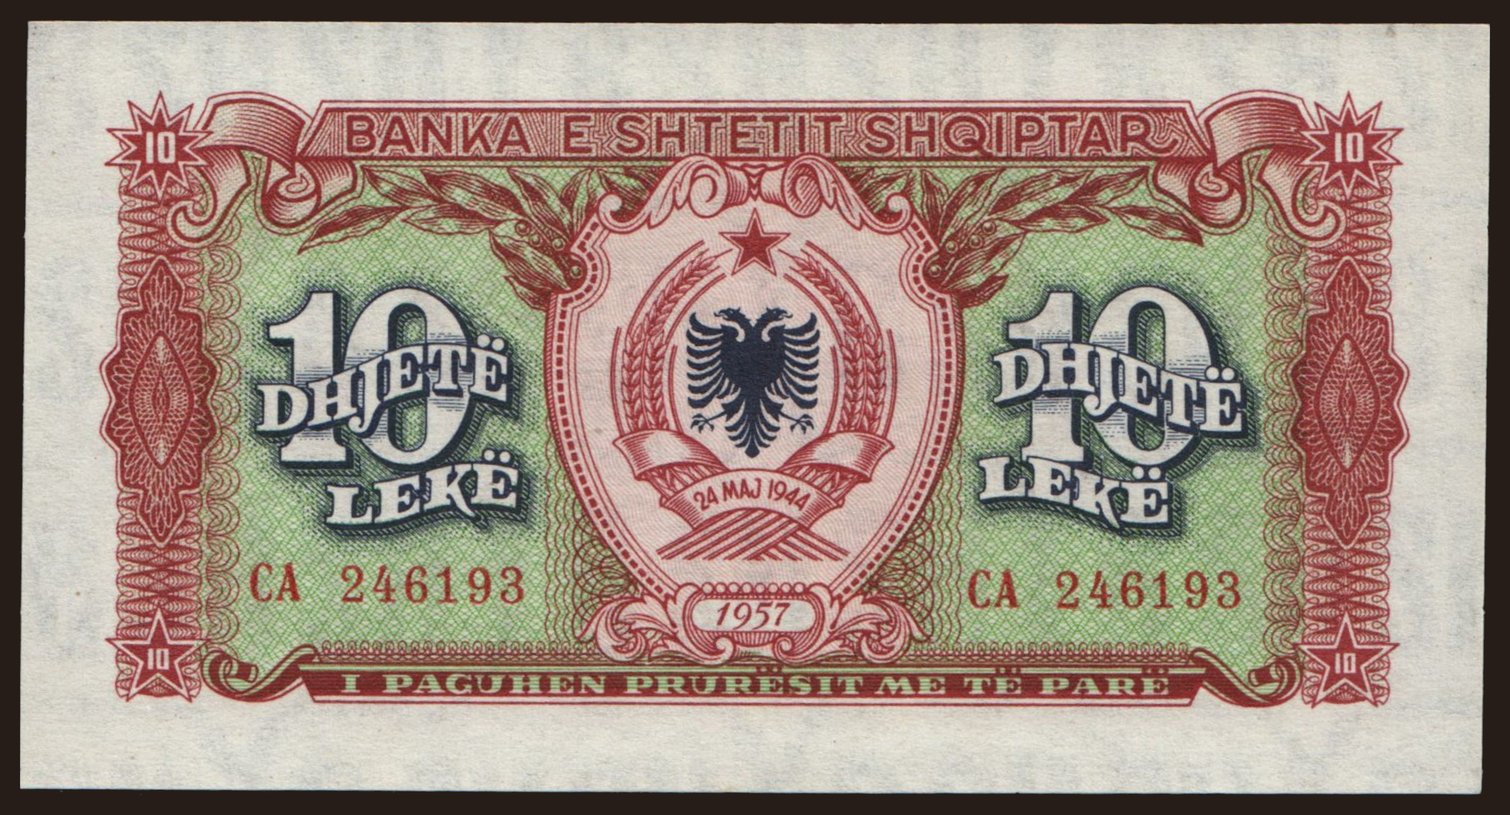 10 10
BANKA E SHTETIT SHQIPTAR
10 10
DHJETË DHJETË
LEKË LEKË
24 MAJ 1944
CA 246193 CA 246193
1957
10 10
I PAGUHEN PRURËSIT ME TË PARË